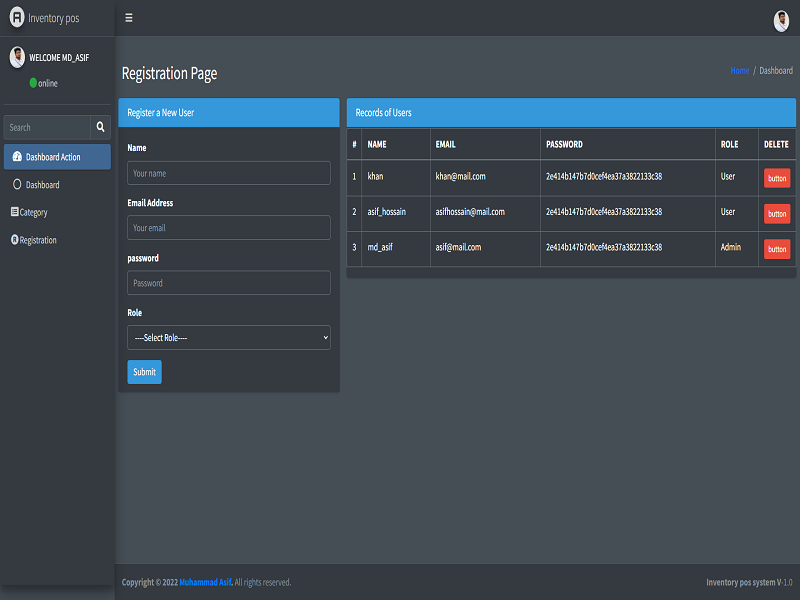 Inventory pos
WELCOME MD_ASIF
online
Search
Dashboard Action
Dashboard
Category
Registration
Registration Page
Home / Dashboard
Register a New User
Name
Your name
Email Address
Your email
password
Password
Role
----Select Role----
Submit
Records of Users
# NAME EMAIL PASSWORD ROLE DELETE
1 khan khan@mail.com 2e414b147b7d0cef4ea37a3822133c38 User button
2 asif_hossain asifhossain@mail.com 2e414b147b7d0cef4ea37a3822133c38 User button
3 md_asif asif@mail.com 2e414b147b7d0cef4ea37a3822133c38 Admin button
Copyright © 2022 Muhammad Asif. All rights reserved.
Inventory pos system V-1.0